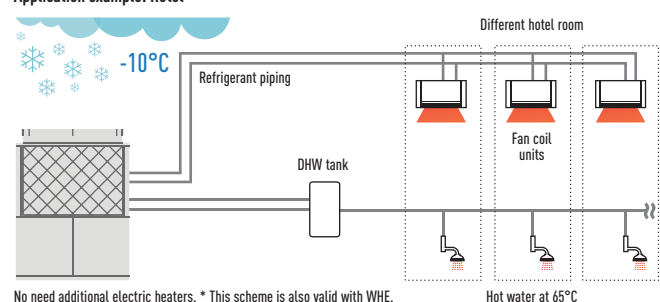 Application example: Hotel
Different hotel room
-10°C
Refrigerant piping
Fan coil
units
DHW tank
No need additional electric heaters. * This scheme is also valid with WHE.
Hot water at 65°C